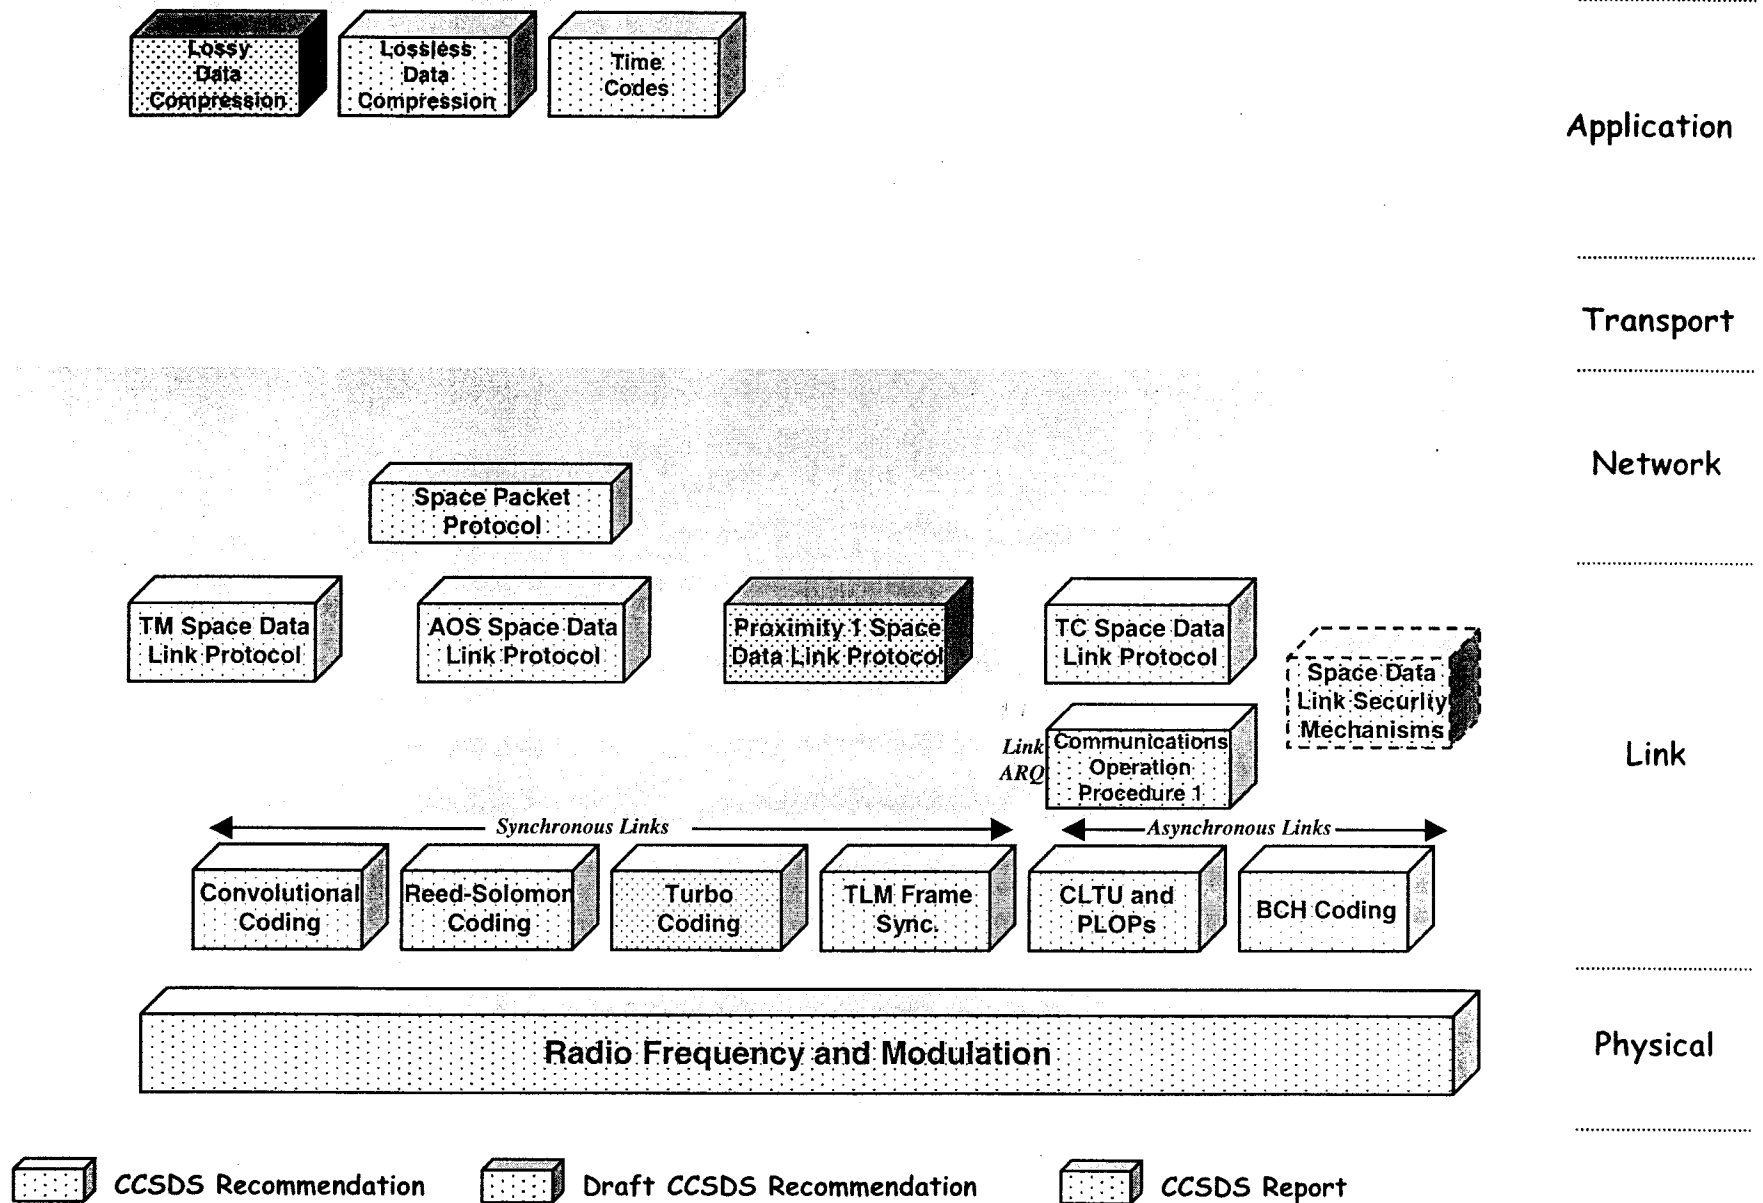 Lossy
Data
Compression
Lossless
Data
Compression
Time
Codes
Application
Transport
Network
Space Packet
Protocol
TM Space Data
Link Protocol
AOS Space Data
Link Protocol
Proximity 1 Space
Data Link Protocol
TC Space Data
Link Protocol
Space Data
Link Security
Mechanisms
Link
ARQ
Communications
Operation
Procedure 1
Link
Synchronous Links
Asynchronous Links
Convolutional
Coding
Reed-Solomon
Coding
Turbo
Coding
TLM Frame
Sync.
CLTU and
PLOPs
BCH Coding
Radio Frequency and Modulation
Physical
CCSDS Recommendation
Draft CCSDS Recommendation
CCSDS Report